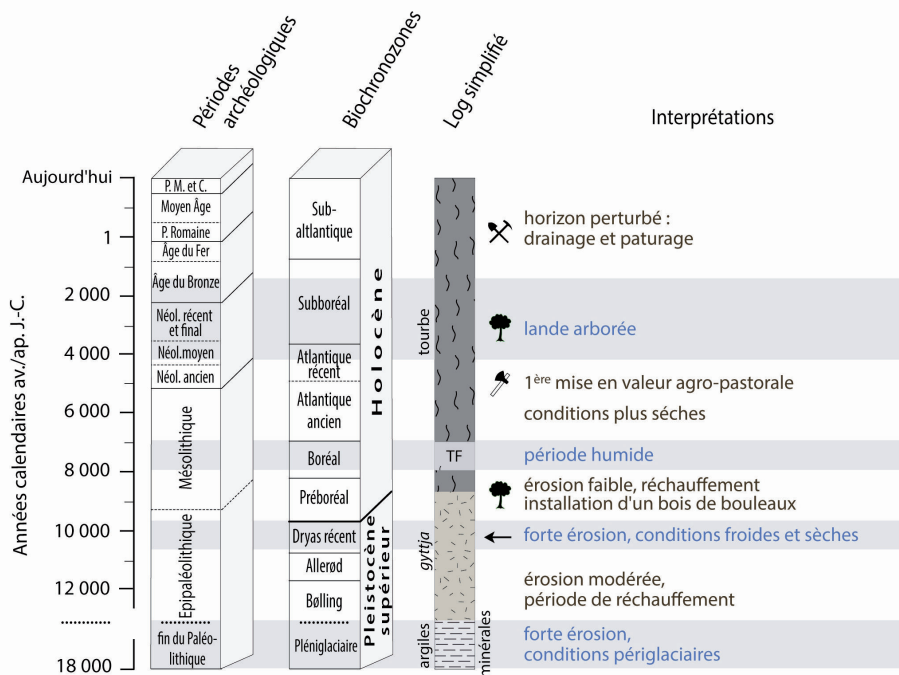 Périodes
archéologiques
Biochronozones
Log simplifié
Interprétations
Années calendaires av./ap. J.-C.
Aujourd'hui
1
2 000
4 000
6 000
8 000
10 000
12 000
18 000
P. M. et C.
Moyen Âge
P. Romaine
Âge du Fer
Âge du Bronze
Néol. récent
et final
Néol.moyen
Néol. ancien
Mésolithique
Epipaléolithique
fin du Paléo-
lithique
Sub-
altlantique
Subboréal
Atlantique
récent
Atlantique
ancien
Boréal
Préboréal
Dryas récent
Allerød
Bølling
Pléniglaciaire
Holocène
Pleistocène
supérieur
tourbe
TF
gyttja
argiles
minérales
horizon perturbé :
drainage et paturage
lande arborée
1ère mise en valeur agro-pastorale
conditions plus séches
période humide
érosion faible, réchauffement
installation d'un bois de bouleaux
forte érosion, conditions froides et sèches
érosion modérée,
période de réchauffement
forte érosion,
conditions périglaciaires